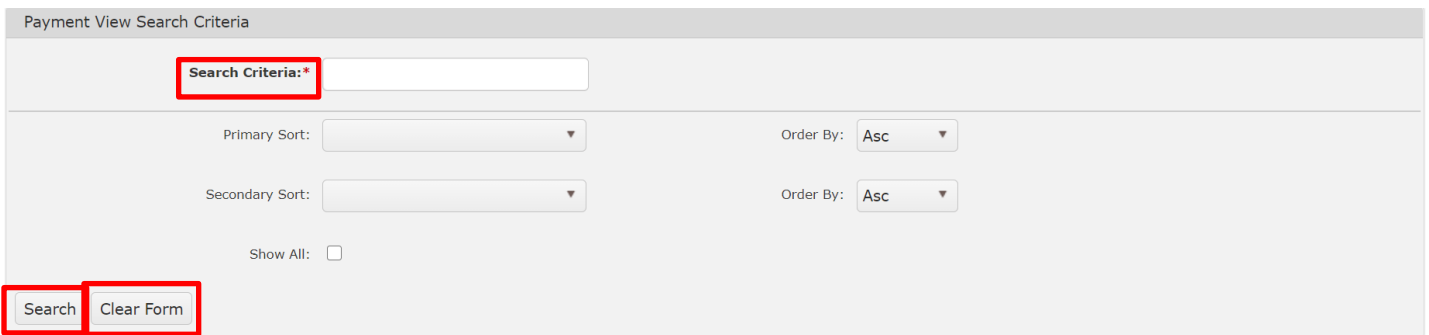 Payment View Search Criteria
Search Criteria:*
Primary Sort: Order By: Asc
Secondary Sort: Order By: Asc
Show All:
Search Clear Form